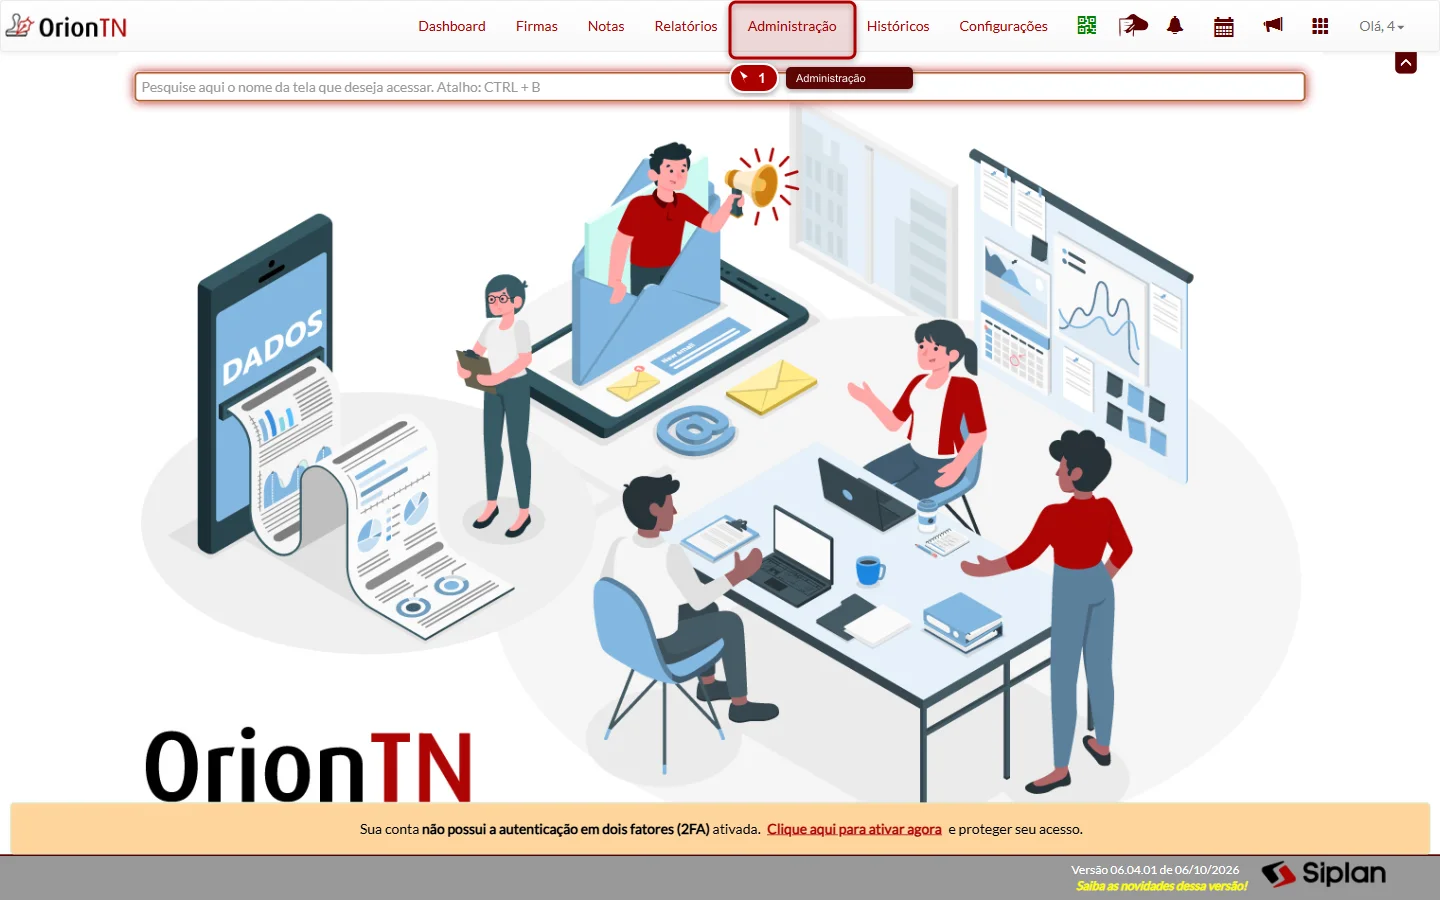 OrionTN
Dashboard
Firmas
Notas
Relatórios
Administração
Históricos
Configurações
Olá, 4
1
Administração
Pesquise aqui o nome da tela que deseja acessar. Atalho: CTRL + B
DADOS
New email
@
OrionTN
Sua conta não possui a autenticação em dois fatores (2FA) ativada. Clique aqui para ativar agora e proteger seu acesso.
Versão 06.04.01 de 06/10/2026
Saiba as novidades dessa versão!
Siplan